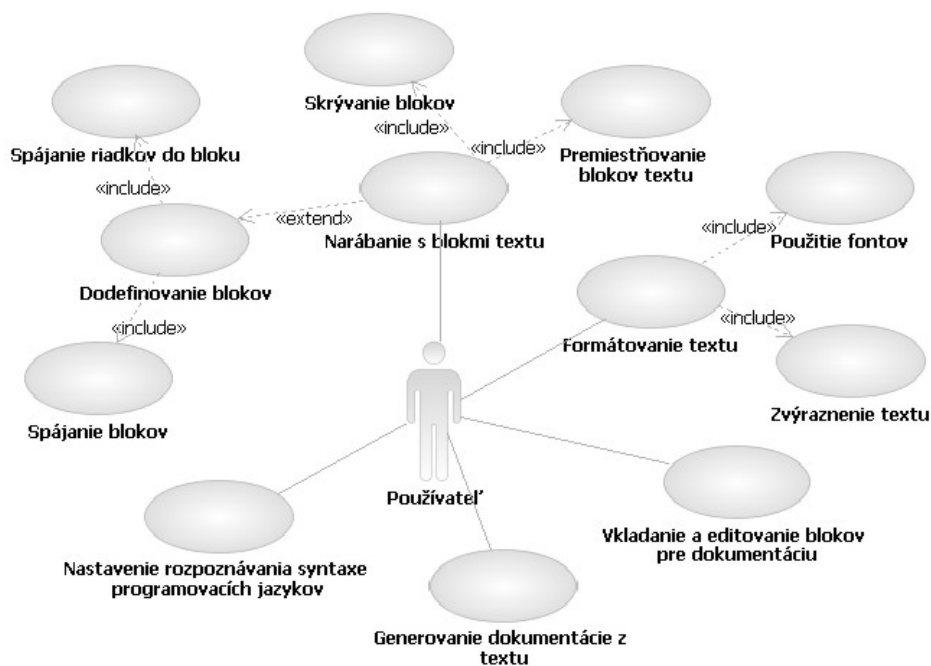 Skrývanie blokov
«include»
«include»
Spájanie riadkov do bloku
Premiestňovanie
blokov textu
«include»
«extend»
Narábanie s blokmi textu
«include»
Použitie fontov
Dodefinovanie blokov
«include»
«include»
Formátovanie textu
Spájanie blokov
Zvýraznenie textu
Používateľ
Vkladanie a editovanie blokov
pre dokumentáciu
Nastavenie rozpoznávania syntaxe
programovacích jazykov
Generovanie dokumentácie z
textu